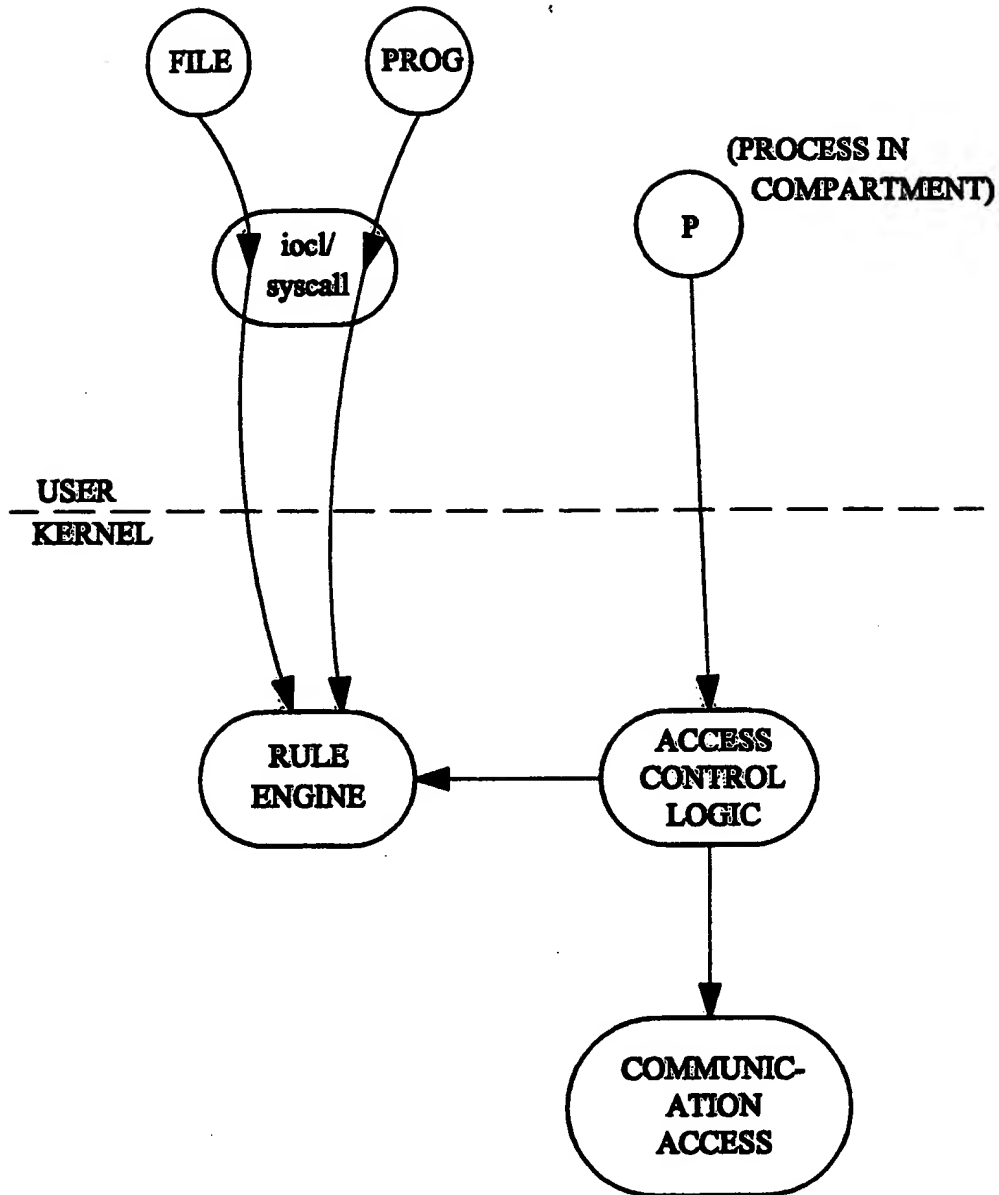 FILE
PROG
(PROCESS IN
COMPARTMENT)
P
iocl/
syscall
USER
KERNEL
RULE
ENGINE
ACCESS
CONTROL
LOGIC
COMMUNIC-
ATION
ACCESS